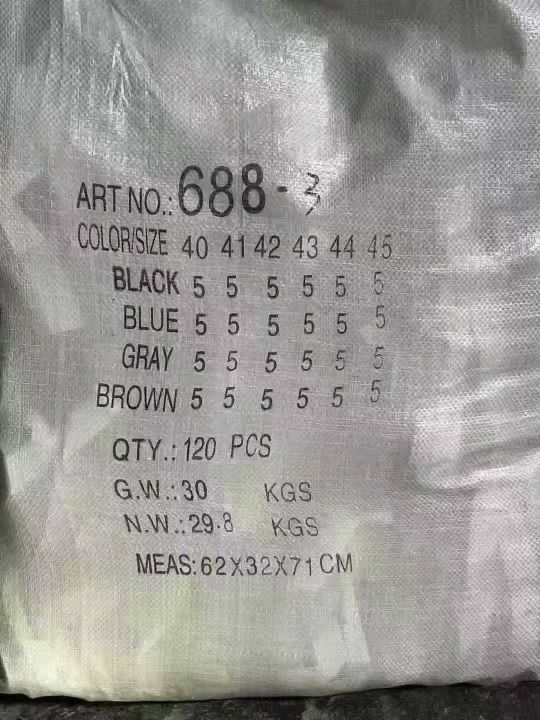 ART NO.: 688-3
COLOR/SIZE 40 41 42 43 44 45
BLACK 5 5 5 5 5 5
BLUE 5 5 5 5 5 5
GRAY 5 5 5 5 5 5
BROWN 5 5 5 5 5 5
QTY.: 120 PCS
G.W.: 30 KGS
N.W.: 29.8 KGS
MEAS: 62X32X71CM